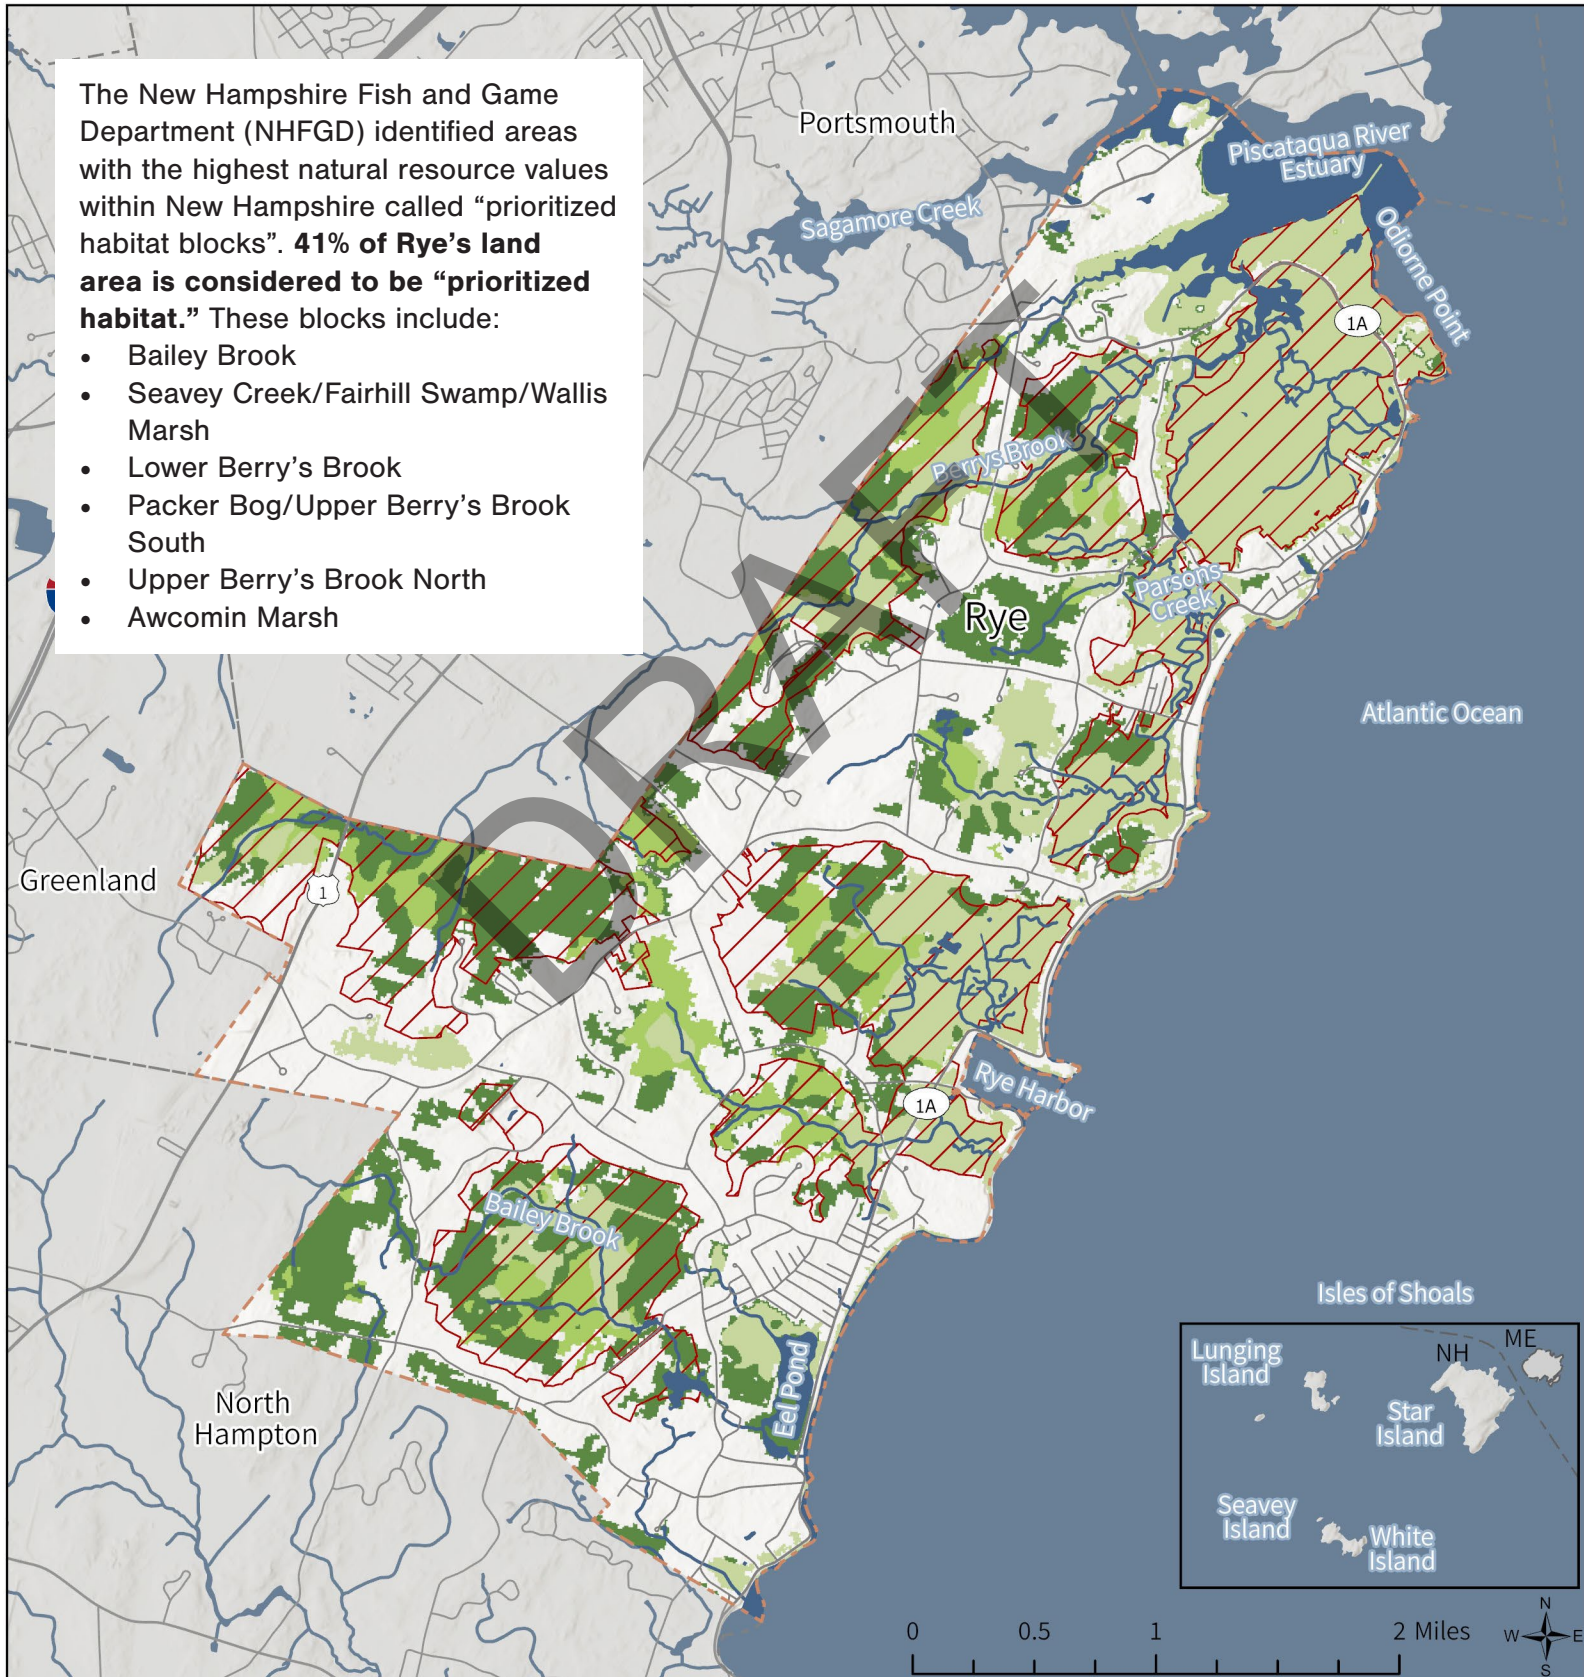 The New Hampshire Fish and Game
Department (NHFGD) identified areas
with the highest natural resource values
within New Hampshire called “prioritized
habitat blocks”. 41% of Rye’s land
area is considered to be “prioritized
habitat.” These blocks include:
• Bailey Brook
• Seavey Creek/Fairhill Swamp/Wallis
Marsh
• Lower Berry’s Brook
• Packer Bog/Upper Berry’s Brook
South
• Upper Berry’s Brook North
• Awcomin Marsh
Portsmouth
Piscataqua River
Estuary
Sagamore Creek
Odiorne Point
1A
Berrys Brook
Parsons
Creek
Rye
Atlantic Ocean
DRAFT
Greenland
1
Rye Harbor
1A
Bailey Brook
Eel Pond
North
Hampton
Isles of Shoals
Lunging
Island
NH
ME
Star
Island
Seavey
Island
White
Island
0 0.5 1 2 Miles
N
W E
S